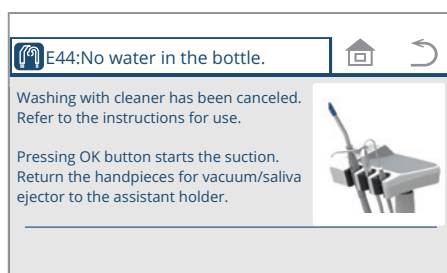 E44:No water in the bottle.
Washing with cleaner has been canceled.
Refer to the instructions for use.
Pressing OK button starts the suction.
Return the handpieces for vacuum/saliva
ejector to the assistant holder.